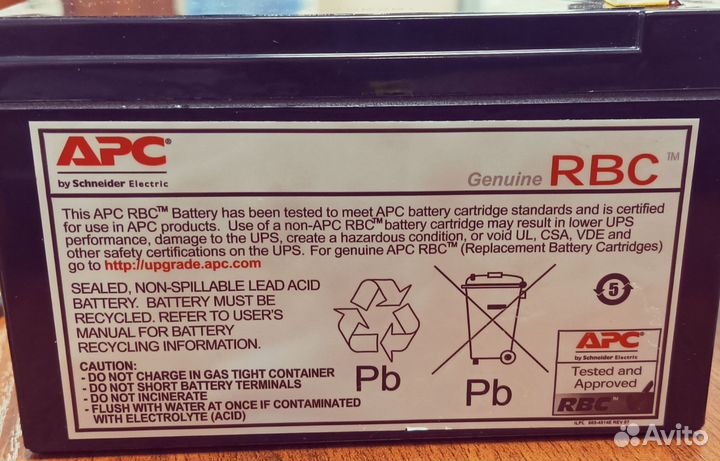 APC®
by Schneider Electric
Genuine RBC™
This APC RBC™ Battery has been tested to meet APC battery cartridge standards and is certified
for use in APC products. Use of a non-APC RBC™ battery cartridge may result in lower UPS
performance, damage to the UPS, create a hazardous condition, or void UL, CSA, VDE and
other safety certifications on the UPS. For genuine APC RBC™ (Replacement Battery Cartridges)
go to http://upgrade.apc.com
SEALED, NON-SPILLABLE LEAD ACID
BATTERY. BATTERY MUST BE
RECYCLED. REFER TO USER'S
MANUAL FOR BATTERY
RECYCLING INFORMATION.
CAUTION:
- DO NOT CHARGE IN GAS TIGHT CONTAINER
- DO NOT SHORT BATTERY TERMINALS
- DO NOT INCINERATE
- FLUSH WITH WATER AT ONCE IF CONTAMINATED
WITH ELECTROLYTE (ACID)
Pb
Pb
5
APC®
by Schneider Electric
Tested and
Approved
RBC™
Avito